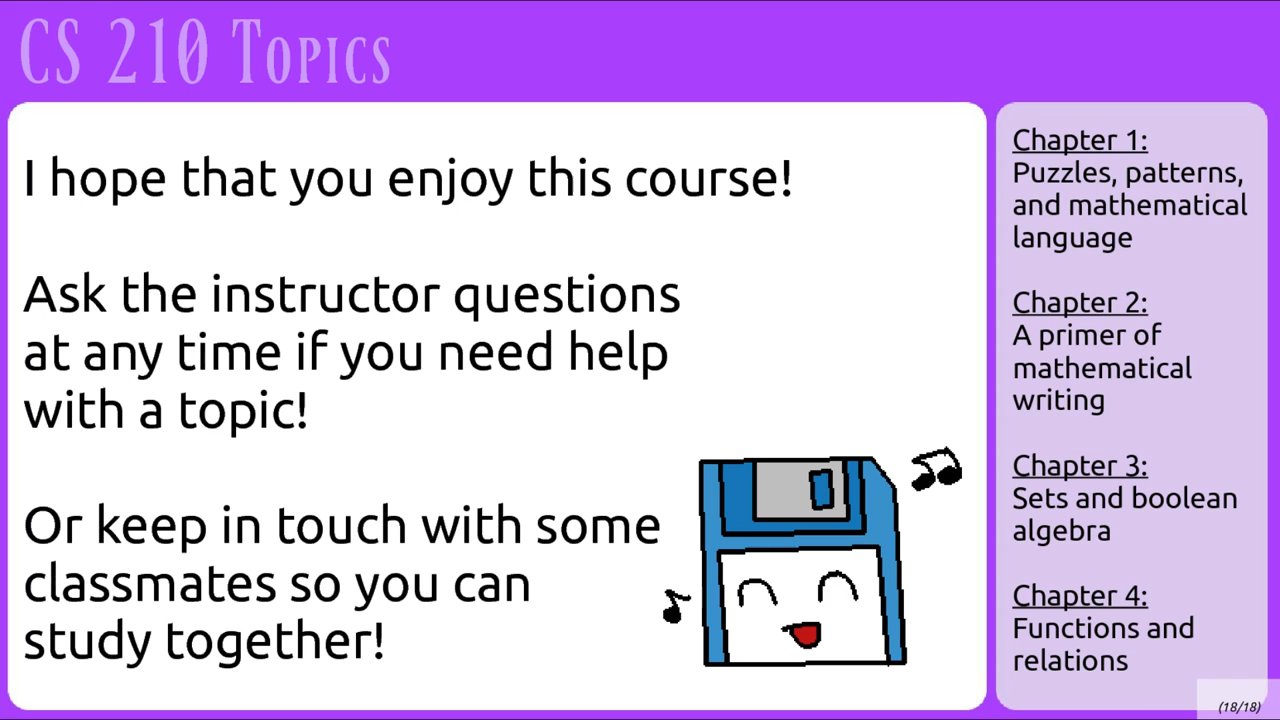 CS 210 Topics
I hope that you enjoy this course!
Ask the instructor questions
at any time if you need help
with a topic!
Or keep in touch with some
classmates so you can
study together!
Chapter 1:
Puzzles, patterns,
and mathematical
language
Chapter 2:
A primer of
mathematical
writing
Chapter 3:
Sets and boolean
algebra
Chapter 4:
Functions and
relations
(18/18)